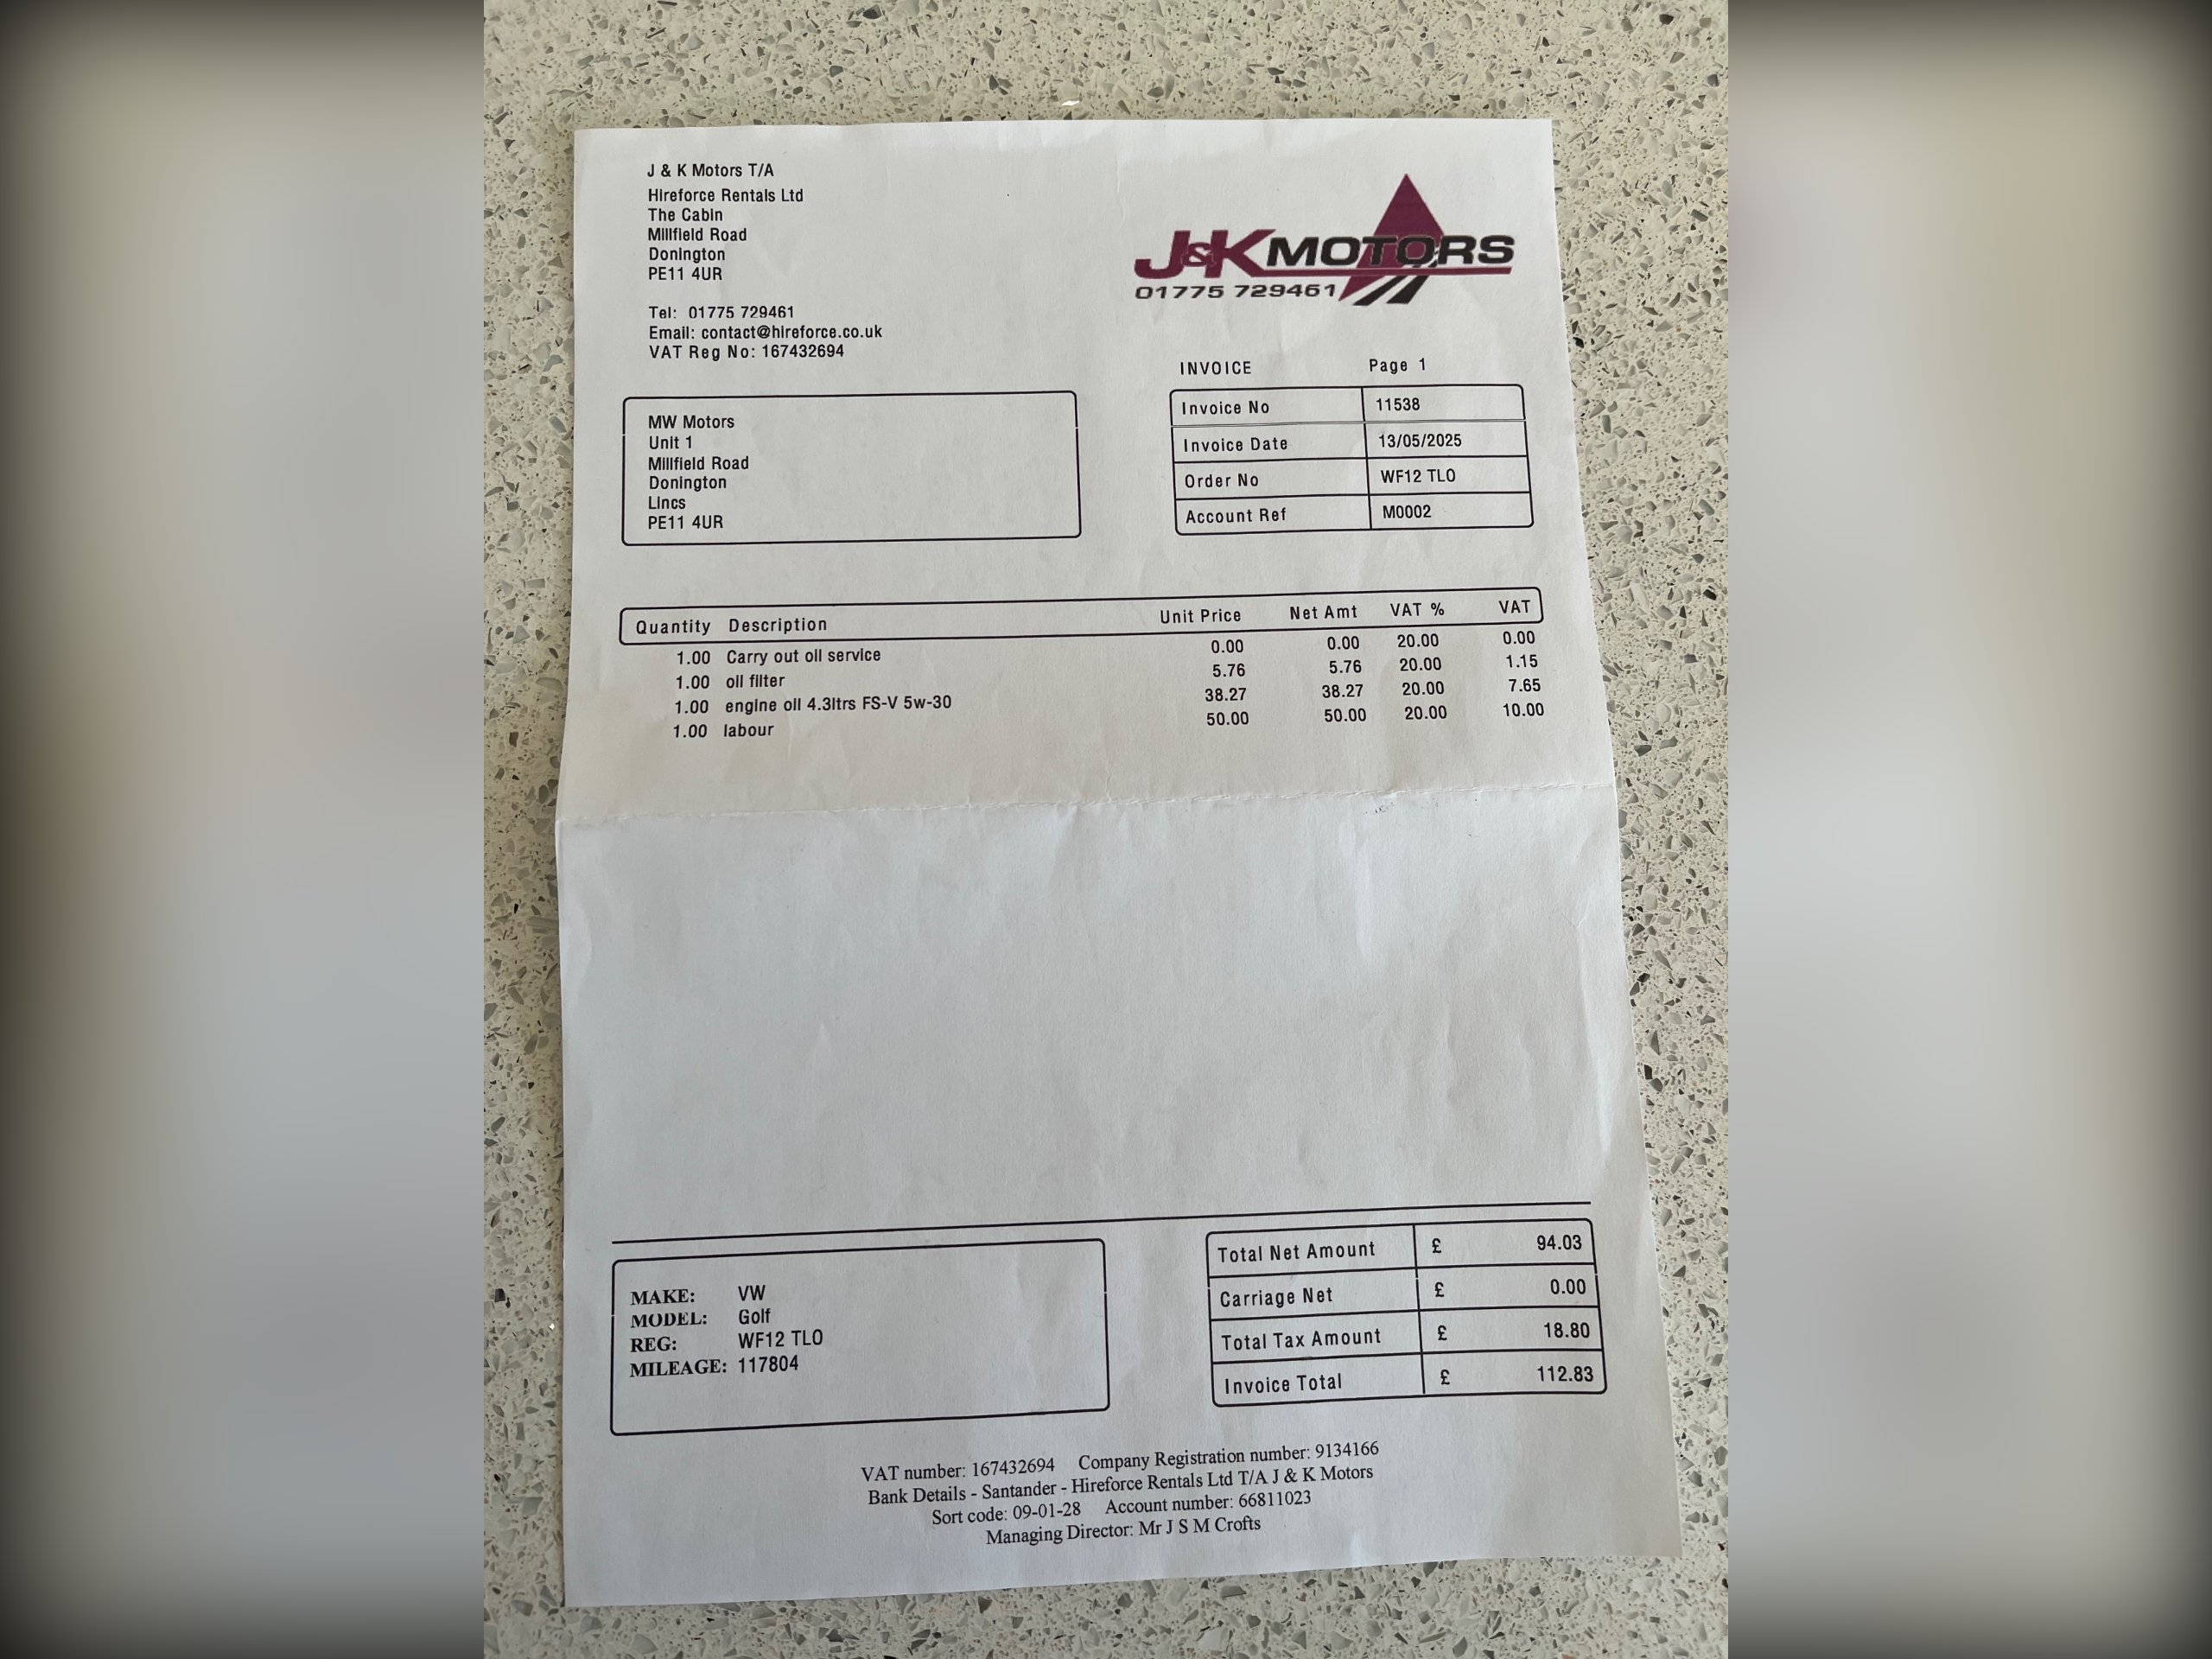 J & K Motors T/A
Hireforce Rentals Ltd
The Cabin
Millfield Road
Donington
PE11 4UR
Tel: 01775 729461
Email: contact@hireforce.co.uk
VAT Reg No: 167432694
J&K MOTORS
01775 729461
INVOICE Page 1
Invoice No 11538
Invoice Date 13/05/2025
Order No WF12 TLO
Account Ref M0002
MW Motors
Unit 1
Millfield Road
Donington
Lincs
PE11 4UR
Quantity Description Unit Price Net Amt VAT % VAT
1.00 Carry out oil service 0.00 0.00 20.00 0.00
1.00 oil filter 5.76 5.76 20.00 1.15
1.00 engine oil 4.3ltrs FS-V 5w-30 38.27 38.27 20.00 7.65
1.00 labour 50.00 50.00 20.00 10.00
MAKE: VW
MODEL: Golf
REG: WF12 TLO
MILEAGE: 117804
Total Net Amount £ 94.03
Carriage Net £ 0.00
Total Tax Amount £ 18.80
Invoice Total £ 112.83
VAT number: 167432694 Company Registration number: 9134166
Bank Details - Santander - Hireforce Rentals Ltd T/A J & K Motors
Sort code: 09-01-28 Account number: 66811023
Managing Director: Mr J S M Crofts